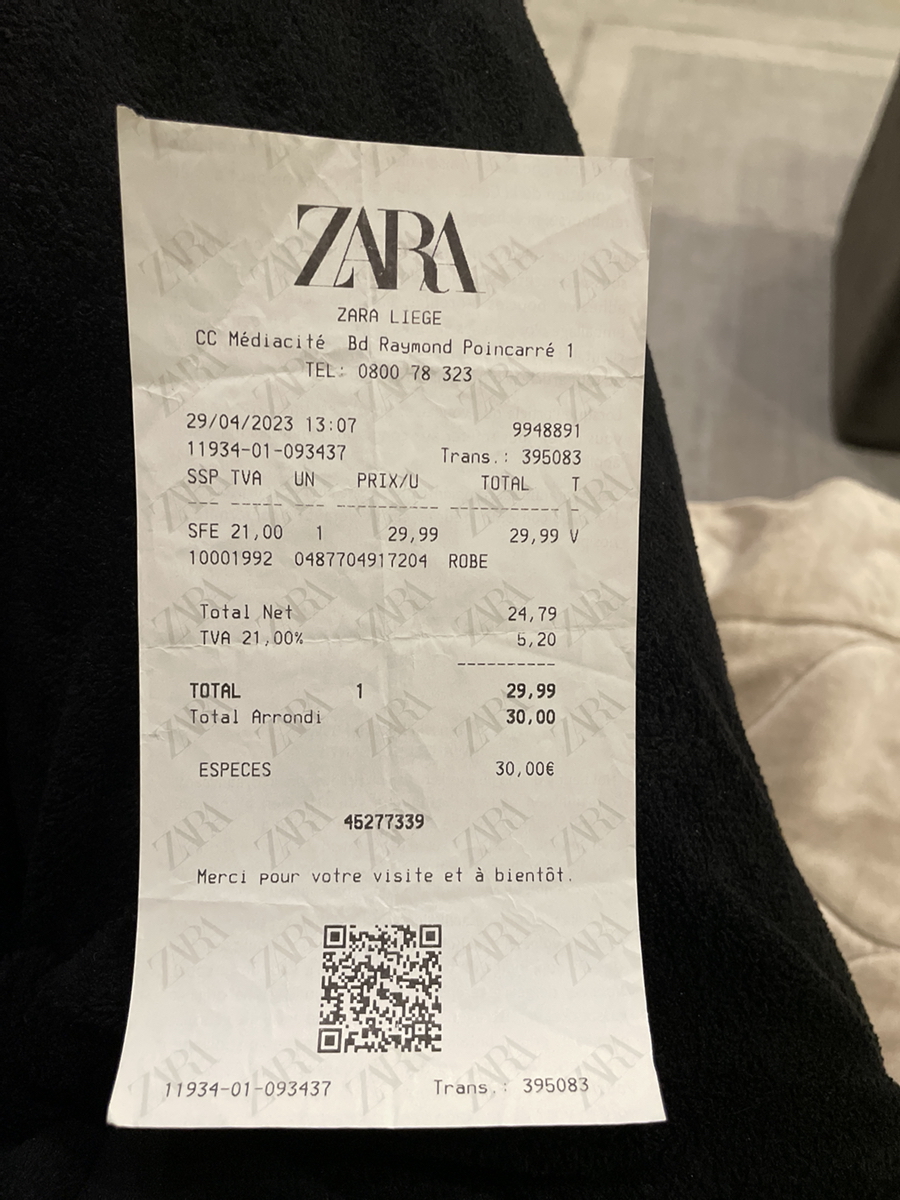 ZARA
ZARA LIEGE
CC Médiacité Bd Raymond Poincarré 1
TEL: 0800 78 323
29/04/2023 13:07 9948891
11934-01-093437 Trans.: 395083
SSP TVA UN PRIX/U TOTAL T
--- ----- --- ----------- ------------ -
SFE 21,00 1 29,99 29,99 V
10001992 0487704917204 ROBE
Total Net 24,79
TVA 21,00% 5,20
-----------
TOTAL 1 29,99
Total Arrondi 30,00
ESPECES 30,00€
45277339
Merci pour votre visite et à bientôt.
11934-01-093437 Trans.: 395083